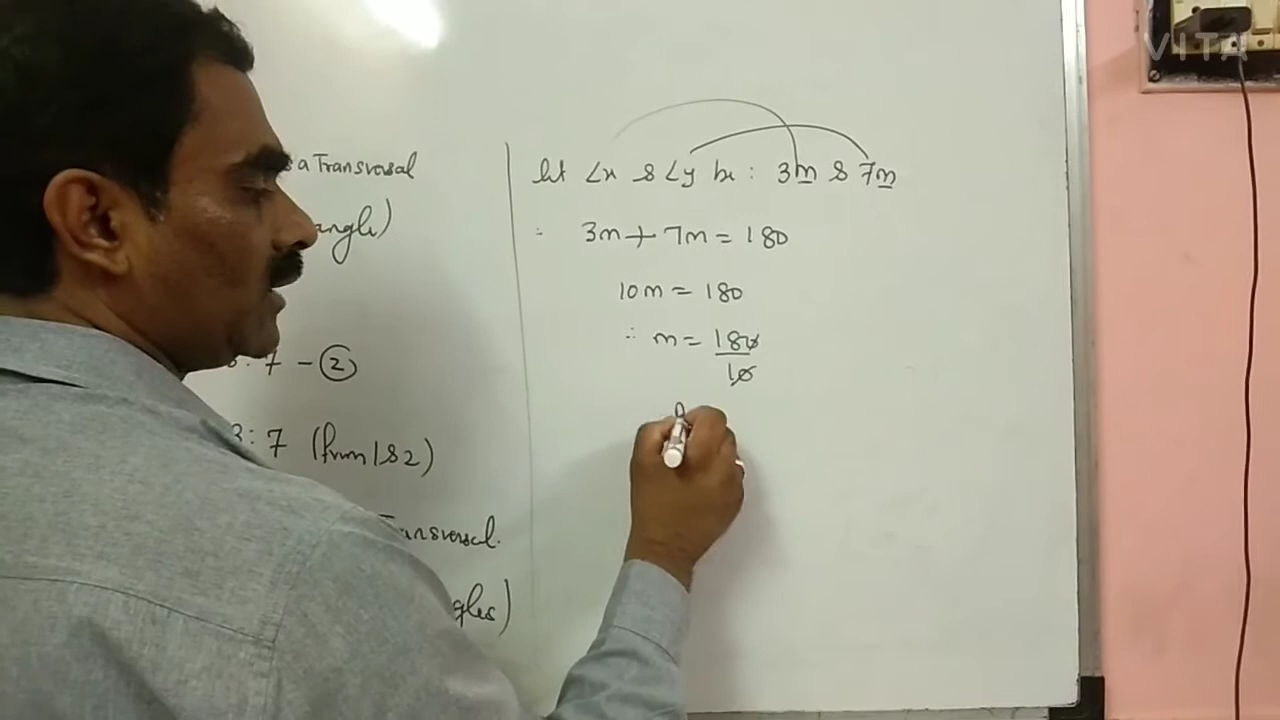 s a Transversal
angle)
: 7 - ②
3 : 7 (from 1 & 2)
Transversal.
gles)
let ∠x & ∠y be : 3m & 7m
∴ 3m + 7m = 180
10m = 180
∴ m = 180
10
VITA